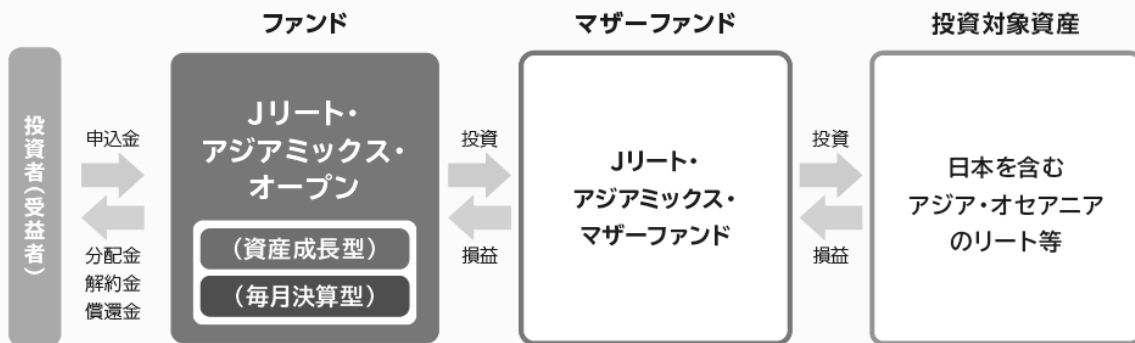 ファンド
マザーファンド
投資対象資産
投資者(受益者)
申込金
分配金
解約金
償還金
Jリート・
アジアミックス・
オープン
(資産成長型)
(毎月決算型)
投資
損益
Jリート・
アジアミックス・
マザーファンド
投資
損益
日本を含む
アジア・オセアニア
のリート等